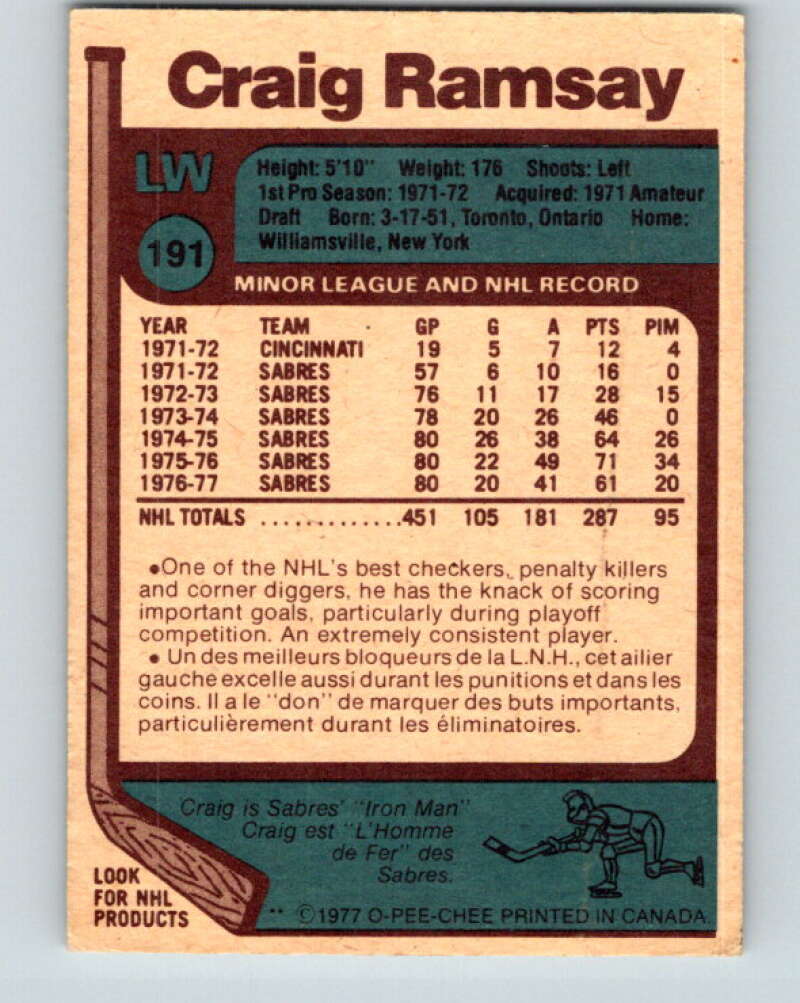 Craig Ramsay
LW
191
Height: 5'10" Weight: 176 Shoots: Left
1st Pro Season: 1971-72 Acquired: 1971 Amateur
Draft Born: 3-17-51, Toronto, Ontario Home:
Williamsville, New York
MINOR LEAGUE AND NHL RECORD
YEAR TEAM GP G A PTS PIM
1971-72 CINCINNATI 19 5 7 12 4
1971-72 SABRES 57 6 10 16 0
1972-73 SABRES 76 11 17 28 15
1973-74 SABRES 78 20 26 46 0
1974-75 SABRES 80 26 38 64 26
1975-76 SABRES 80 22 49 71 34
1976-77 SABRES 80 20 41 61 20
NHL TOTALS .............451 105 181 287 95
•One of the NHL's best checkers, penalty killers
and corner diggers, he has the knack of scoring
important goals, particularly during playoff
competition. An extremely consistent player.
• Un des meilleurs bloqueurs de la L.N.H., cet ailier
gauche excelle aussi durant les punitions et dans les
coins. Il a le "don" de marquer des buts importants,
particulièrement durant les éliminatoires.
Craig is Sabres' "Iron Man"
Craig est "L'Homme
de Fer" des
Sabres.
LOOK
FOR NHL
PRODUCTS
** ©1977 O-PEE-CHEE PRINTED IN CANADA.